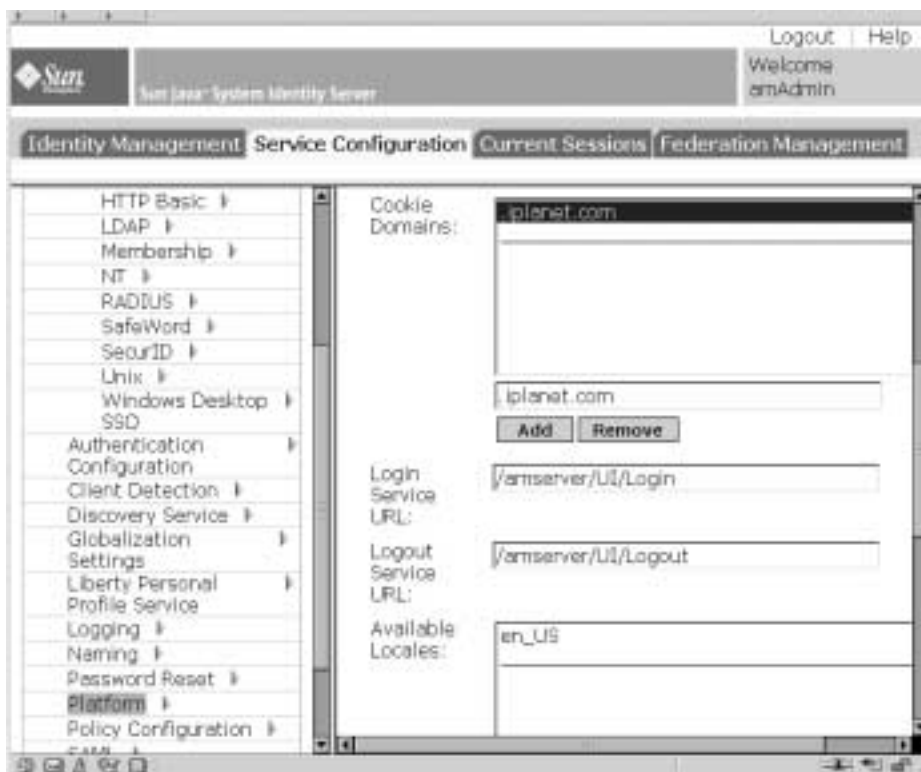 Logout | Help
Sun
Sun Java System Identity Server
Welcome
amAdmin
Identity Management
Service Configuration
Current Sessions
Federation Management
HTTP Basic
LDAP
Membership
NT
RADIUS
SafeWord
SecurID
Unix
Windows Desktop
SSO
Authentication
Configuration
Client Detection
Discovery Service
Globalization
Settings
Liberty Personal
Profile Service
Logging
Naming
Password Reset
Platform
Policy Configuration
SAML
Cookie
Domains:
.iplanet.com
.iplanet.com
Add
Remove
Login
Service
URL:
/amserver/UI/Login
Logout
Service
URL:
/amserver/UI/Logout
Available
Locales:
en_US